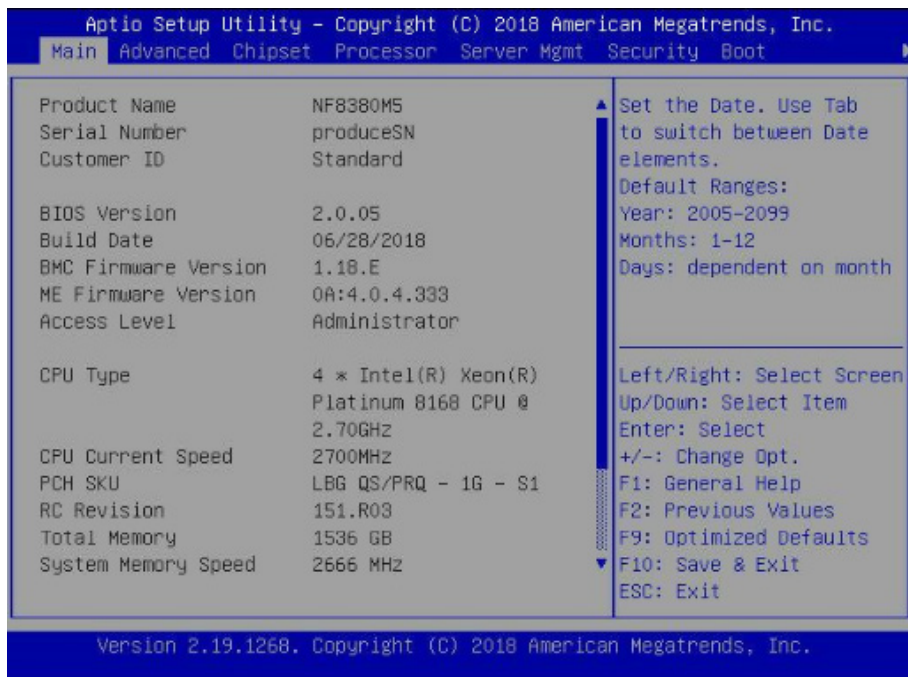 Aptio Setup Utility – Copyright (C) 2018 American Megatrends, Inc.
Main Advanced Chipset Processor Server Mgmt Security Boot
Product Name NF8380M5
Serial Number produceSN
Customer ID Standard
BIOS Version 2.0.05
Build Date 06/28/2018
BMC Firmware Version 1.18.E
ME Firmware Version 0A:4.0.4.333
Access Level Administrator
CPU Type 4 * Intel(R) Xeon(R)
Platinum 8168 CPU @
2.70GHz
CPU Current Speed 2700MHz
PCH SKU LBG QS/PRQ - 1G - S1
RC Revision 151.R03
Total Memory 1536 GB
System Memory Speed 2666 MHz
Set the Date. Use Tab
to switch between Date
elements.
Default Ranges:
Year: 2005-2099
Months: 1-12
Days: dependent on month
Left/Right: Select Screen
Up/Down: Select Item
Enter: Select
+/-: Change Opt.
F1: General Help
F2: Previous Values
F9: Optimized Defaults
F10: Save & Exit
ESC: Exit
Version 2.19.1268. Copyright (C) 2018 American Megatrends, Inc.